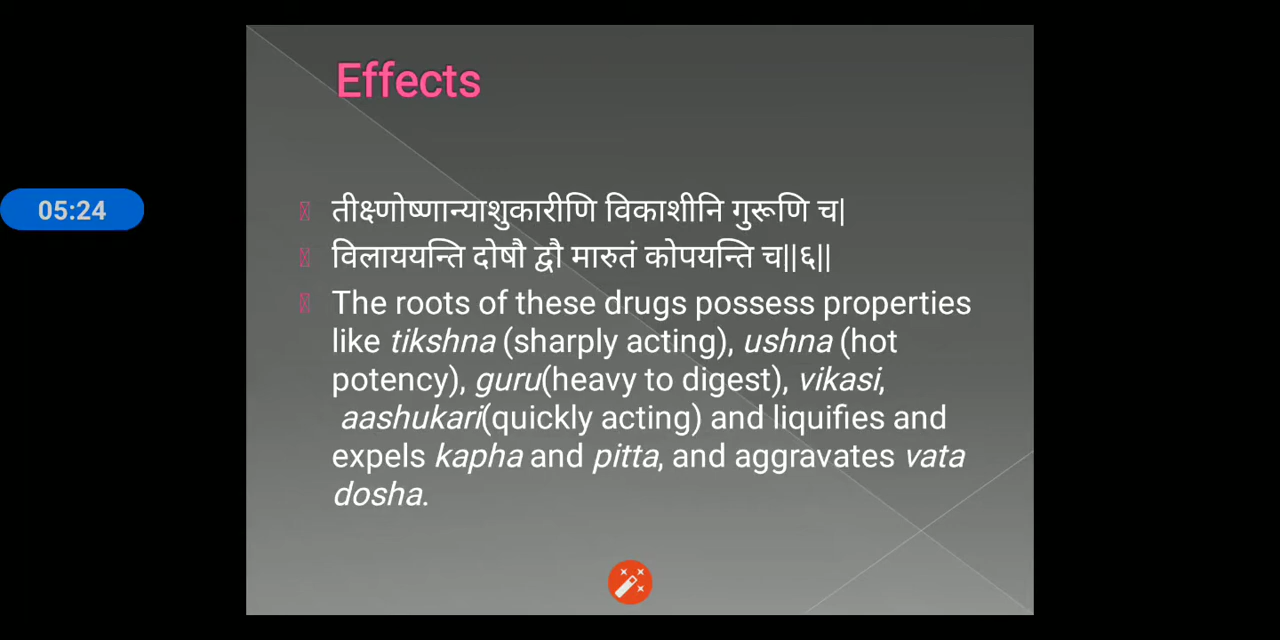 Effects
05:24
तीक्ष्णोष्णान्याशुकारीणि विकाशीनि गुरूणि च|
विलाययन्ति दोषौ द्वौ मारुतं कोपयन्ति च||६||
The roots of these drugs possess properties
like tikshna (sharply acting), ushna (hot
potency), guru(heavy to digest), vikasi,
aashukari(quickly acting) and liquifies and
expels kapha and pitta, and aggravates vata
dosha.